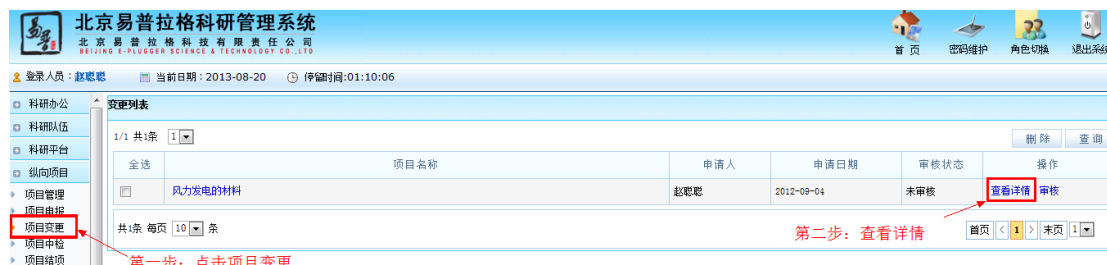 北京易普拉格科研管理系统
北京易普拉格科技有限责任公司
BEIJING E-PLUGGER SCIENCE & TECHNOLOGY CO.,LTD
首页 密码维护 角色切换 退出系统
登录人员：赵聪聪 当前日期：2013-08-20 停留时间:01:10:06
科研办公
科研队伍
科研平台
纵向项目
项目管理
项目申报
项目变更
项目中检
项目结项
变更列表
1/1 共1条 1
删除 查询
全选 项目名称 申请人 申请日期 审核状态 操作
风力发电的材料 赵聪聪 2012-09-04 未审核 查看详情 审核
共1条 每页 10 条
第二步：查看详情
首页 < 1 > 末页 1
第一步：点击项目变更